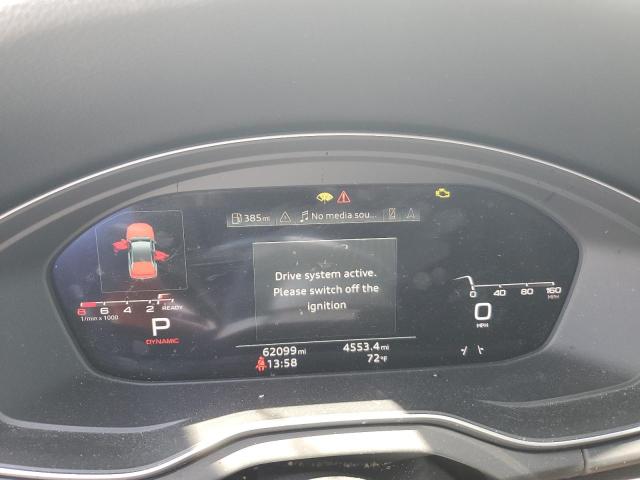 385mi
No media sou...
Drive system active.
Please switch off the
ignition
8 6 4 2 READY
1/min x 1000
P
DYNAMIC
0 40 80 160
MPH
0
MPH
62099mi
4553.4mi
13:58
72°F